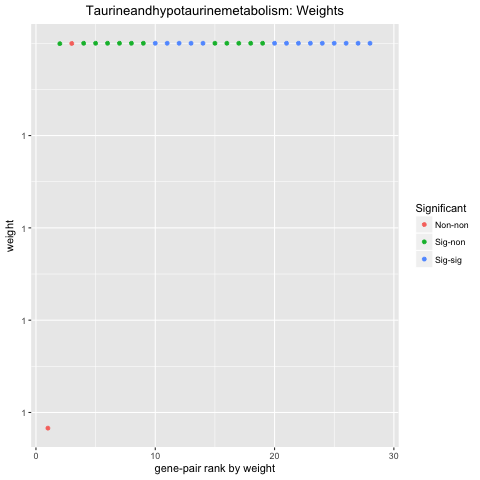 Taurineandhypotaurinemetabolism: Weights
weight
1
1
1
1
0
10
20
30
gene-pair rank by weight
Significant
Non-non
Sig-non
Sig-sig